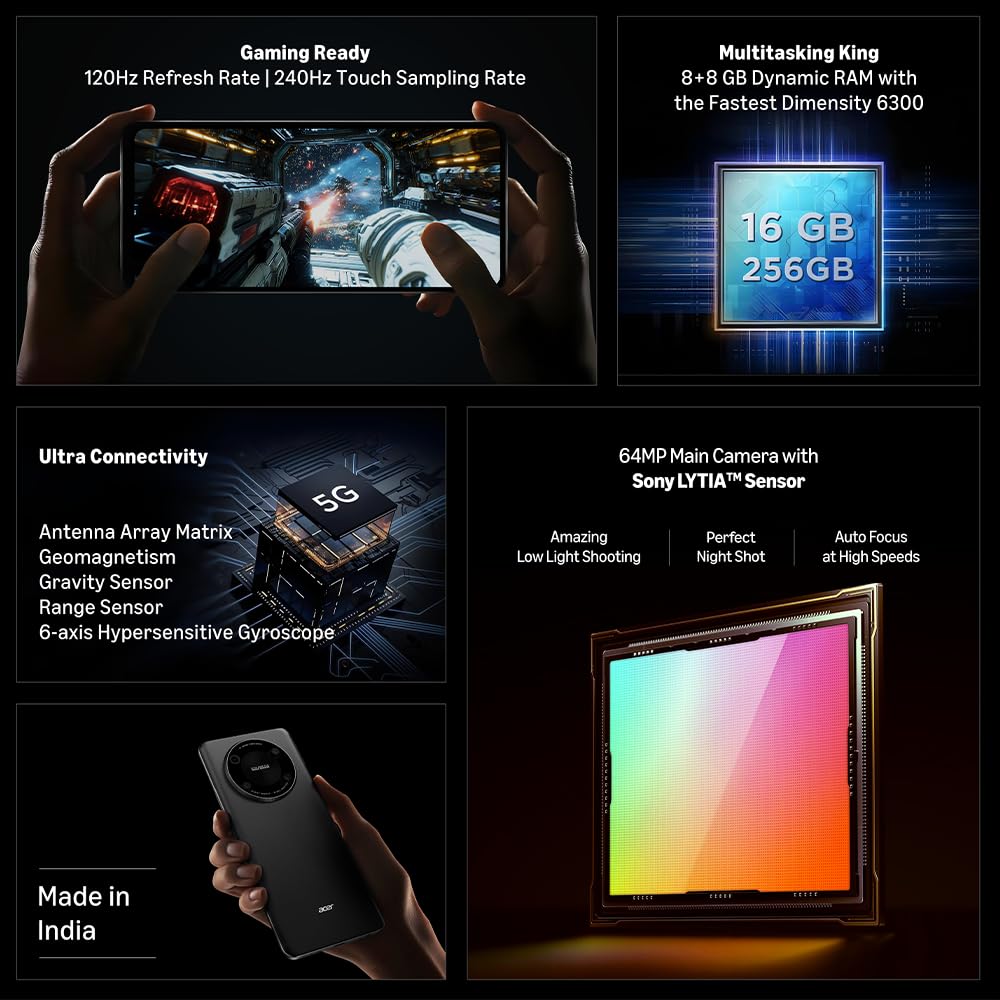 Gaming Ready
120Hz Refresh Rate | 240Hz Touch Sampling Rate
Multitasking King
8+8 GB Dynamic RAM with
the Fastest Dimensity 6300
16 GB
256GB
Ultra Connectivity
5G
Antenna Array Matrix
Geomagnetism
Gravity Sensor
Range Sensor
6-axis Hypersensitive Gyroscope
64MP Main Camera with
Sony LYTIA™ Sensor
Amazing
Low Light Shooting
Perfect
Night Shot
Auto Focus
at High Speeds
acer
Made in
India